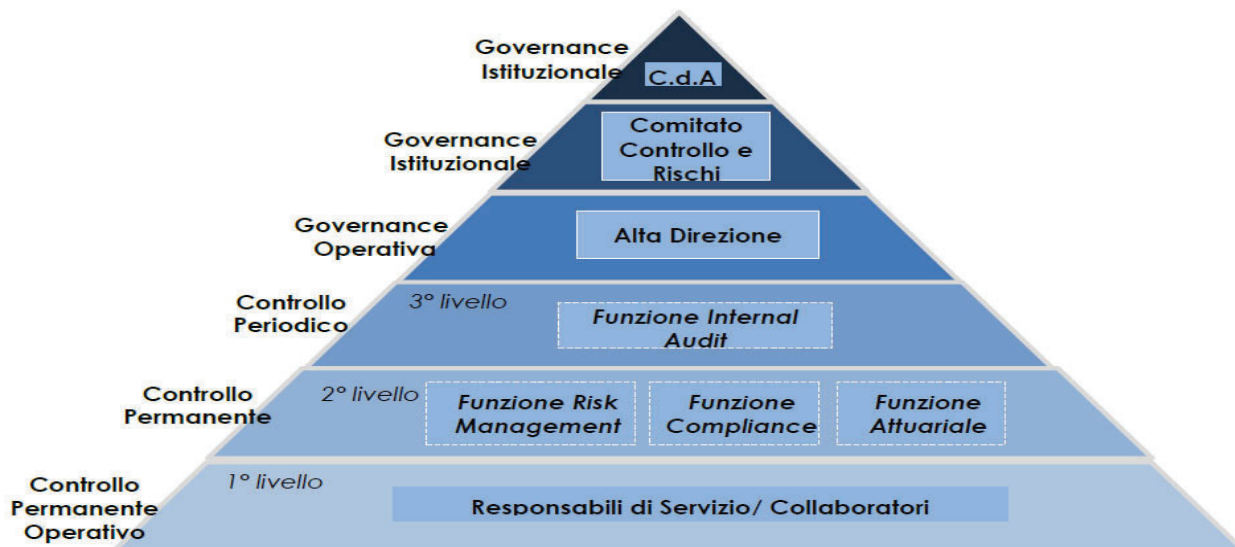 Governance
Istituzionale
C.d.A
Governance
Istituzionale
Comitato
Controllo e
Rischi
Governance
Operativa
Alta Direzione
Controllo
Periodico
3° livello
Funzione Internal
Audit
Controllo
Permanente
2° livello
Funzione Risk
Management
Funzione
Compliance
Funzione
Attuariale
Controllo
Permanente
Operativo
1° livello
Responsabili di Servizio/ Collaboratori